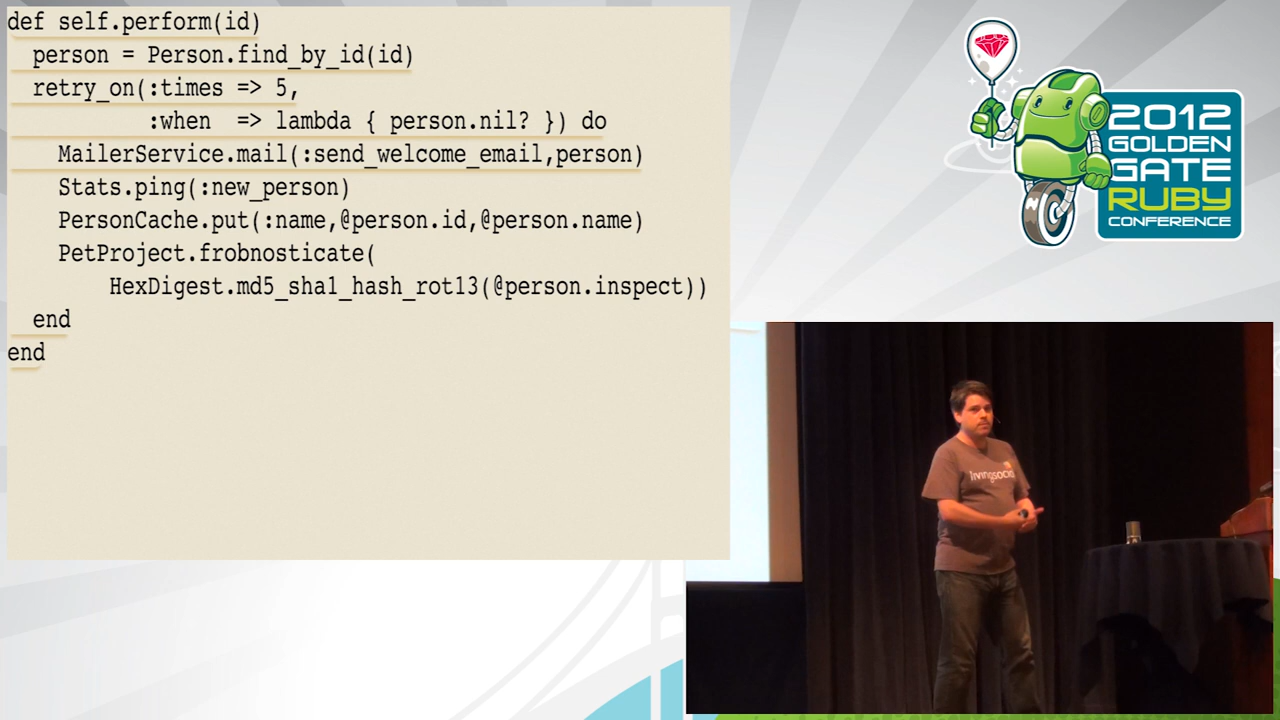 def self.perform(id)
person = Person.find_by_id(id)
retry_on(:times => 5,
:when => lambda { person.nil? }) do
MailerService.mail(:send_welcome_email,person)
Stats.ping(:new_person)
PersonCache.put(:name,@person.id,@person.name)
PetProject.frobnosticate(
HexDigest.md5_sha1_hash_rot13(@person.inspect))
end
end
2012
GOLDEN
GATE
RUBY
CONFERENCE
livingsocial